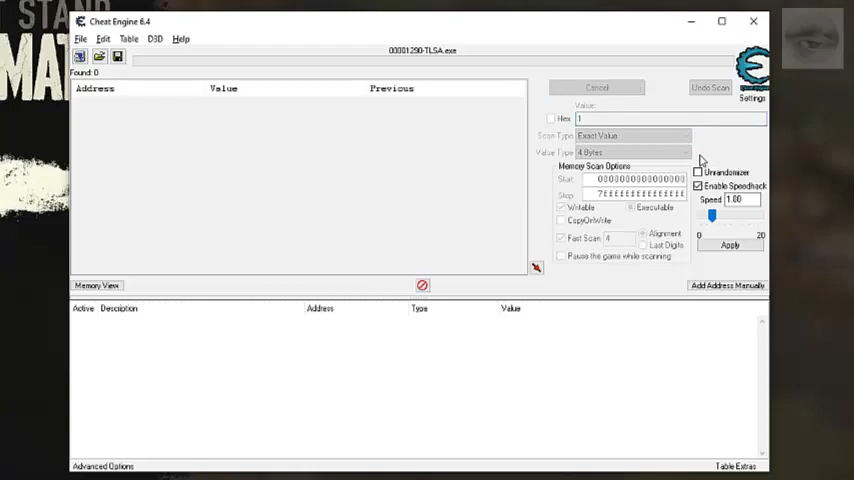 T STAND
MAT
Cheat Engine 6.4
File Edit Table D3D Help
00001290-TLSA.exe
Found: 0
Address Value Previous
Cancel Undo Scan
Settings
Value:
Hex 1
Scan Type Exact Value
Value Type 4 Bytes
Memory Scan Options
Start 0000000000000000
Stop 7fffffffffffffff
Writable Executable
CopyOnWrite
Fast Scan 4 Alignment
Last Digits
Pause the game while scanning
Unrandomizer
Enable Speedhack
Speed 1.00
0 20
Apply
Memory View Add Address Manually
Active Description Address Type Value
Advanced Options Table Extras